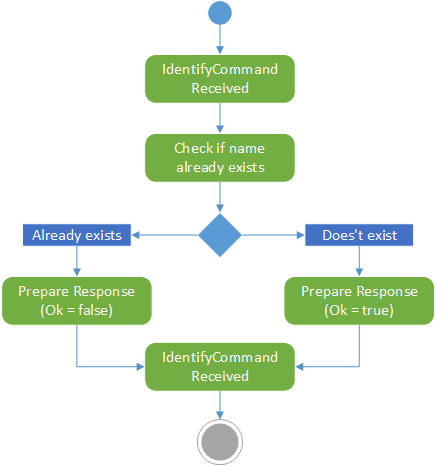 IdentifyCommand
Received
Check if name
already exists
Already exists
Does't exist
Prepare Response
(Ok = false)
Prepare Response
(Ok = true)
IdentifyCommand
Received